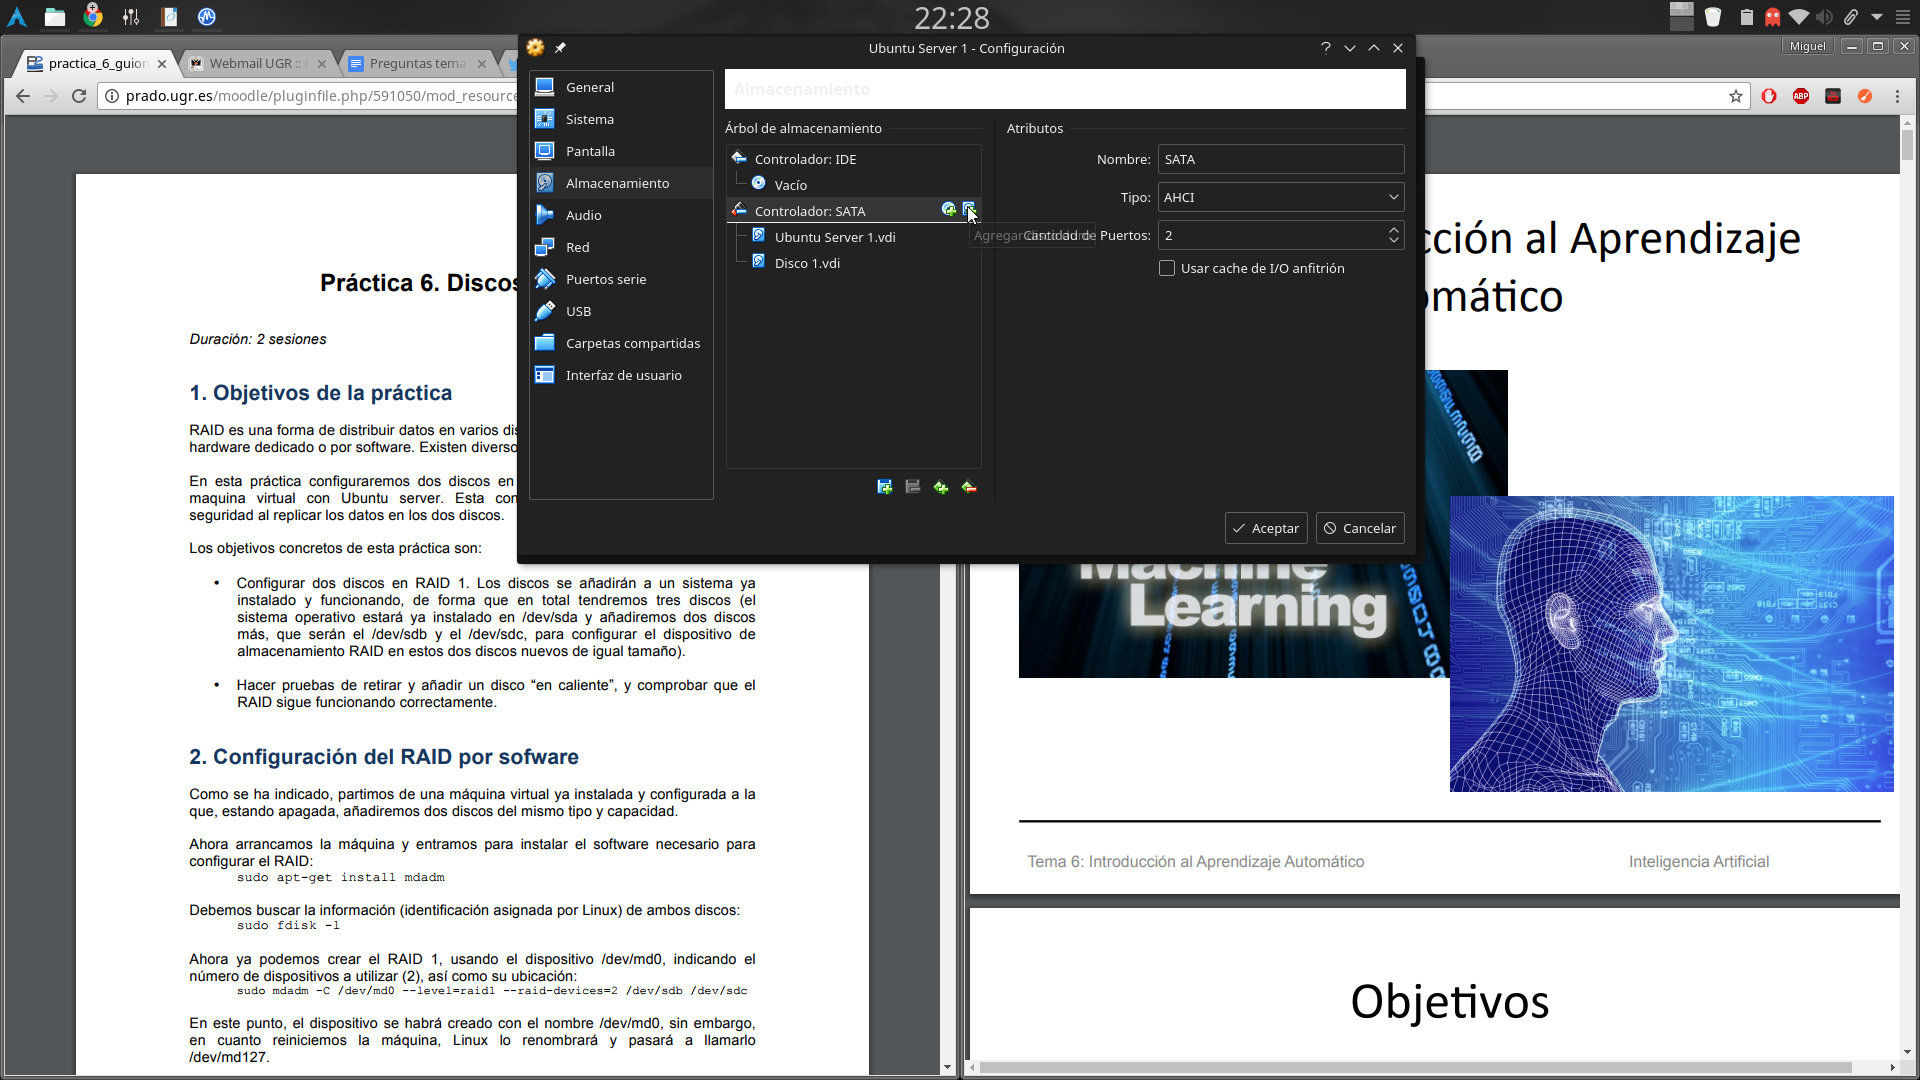 22:28
practica_6_guion
Webmail UGR ::
Preguntas tema
Miguel
prado.ugr.es/moodle/pluginfile.php/591050/mod_resource
ABP
Ubuntu Server 1 - Configuración
General
Sistema
Pantalla
Almacenamiento
Audio
Red
Puertos serie
USB
Carpetas compartidas
Interfaz de usuario
Almacenamiento
Árbol de almacenamiento
Controlador: IDE
Vacío
Controlador: SATA
Ubuntu Server 1.vdi
Disco 1.vdi
Atributos
Nombre: SATA
Tipo: AHCI
Agregar
Cantidad de Puertos: 2
Usar cache de I/O anfitrión
Aceptar
Cancelar
Práctica 6. Discos
Duración: 2 sesiones
1. Objetivos de la práctica
RAID es una forma de distribuir datos en varios
hardware dedicado o por software. Existen
En esta práctica configuraremos dos discos en
maquina virtual con Ubuntu server. Esta
seguridad al replicar los datos en los dos discos.
Los objetivos concretos de esta práctica son:
• Configurar dos discos en RAID 1. Los discos se añadirán a un sistema ya
instalado y funcionando, de forma que en total tendremos tres discos (el
sistema operativo estará ya instalado en /dev/sda y añadiremos dos discos
más, que serán el /dev/sdb y el /dev/sdc, para configurar el dispositivo de
almacenamiento RAID en estos dos discos nuevos de igual tamaño).
• Hacer pruebas de retirar y añadir un disco “en caliente”, y comprobar que el
RAID sigue funcionando correctamente.
2. Configuración del RAID por sofware
Como se ha indicado, partimos de una máquina virtual ya instalada y configurada a la
que, estando apagada, añadiremos dos discos del mismo tipo y capacidad.
Ahora arrancamos la máquina y entramos para instalar el software necesario para
configurar el RAID:
sudo apt-get install mdadm
Debemos buscar la información (identificación asignada por Linux) de ambos discos:
sudo fdisk -l
Ahora ya podemos crear el RAID 1, usando el dispositivo /dev/md0, indicando el
número de dispositivos a utilizar (2), así como su ubicación:
sudo mdadm -C /dev/md0 --level=raid1 --raid-devices=2 /dev/sdb /dev/sdc
En este punto, el dispositivo se habrá creado con el nombre /dev/md0, sin embargo,
en cuanto reiniciemos la máquina, Linux lo renombrará y pasará a llamarlo
/dev/md127.
cción al Aprendizaje
mático
Machine
Learning
Tema 6: Introducción al Aprendizaje Automático
Inteligencia Artificial
Objetivos